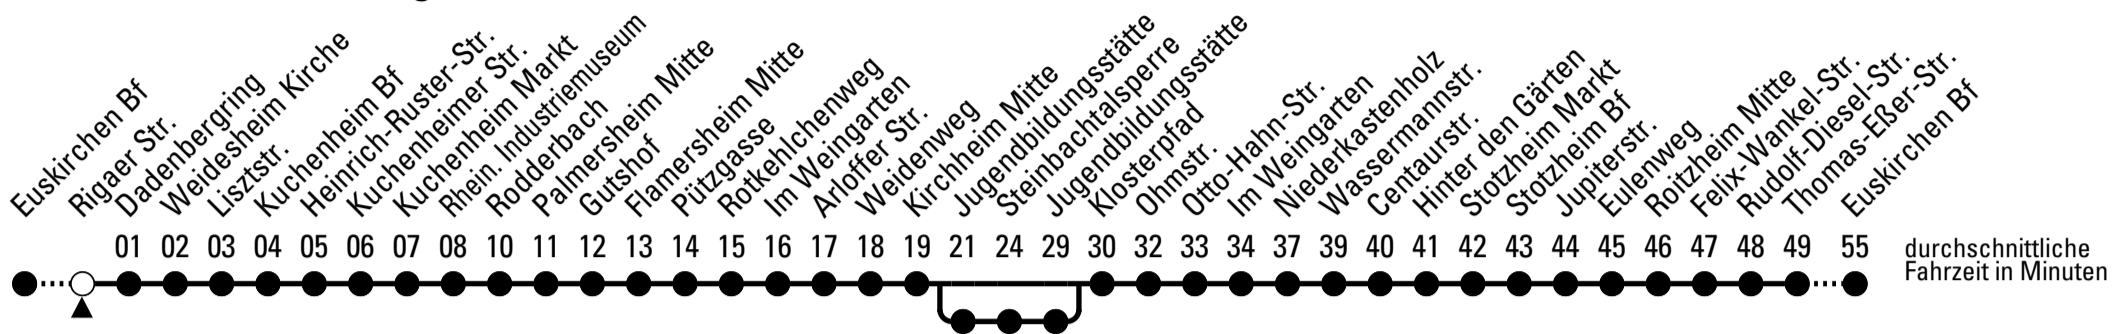 Euskirchen Bf
Rigaer Str.
Dadenbergring
Weidesheim Kirche
Lisztstr.
Kuchenheim Bf
Heinrich-Ruster-Str.
Kuchenheimer Str.
Kuchenheim Markt
Rhein. Industriemuseum
Rodderbach
Palmersheim Mitte
Gutshof
Flamersheim Mitte
Pützgasse
Rotkehlchenweg
Im Weingarten
Arloffer Str.
Weidenweg
Kirchheim Mitte
Jugendbildungsstätte
Steinbachtalsperre
Jugendbildungsstätte
Klosterpfad
Ohmstr.
Otto-Hahn-Str.
Im Weingarten
Niederkastenholz
Wassermannstr.
Centaurstr.
Hinter den Gärten
Stotzheim Markt
Stotzheim Bf
Jupiterstr.
Eulenweg
Roitzheim Mitte
Felix-Wankel-Str.
Rudolf-Diesel-Str.
Thomas-Eßer-Str.
Euskirchen Bf
01 02 03 04 05 06 07 08 10 11 12 13 14 15 16 17 18 19 21 24 29 30 32 33 34 37 39 40 41 42 43 44 45 46 47 48 49 55
durchschnittliche
Fahrzeit in Minuten